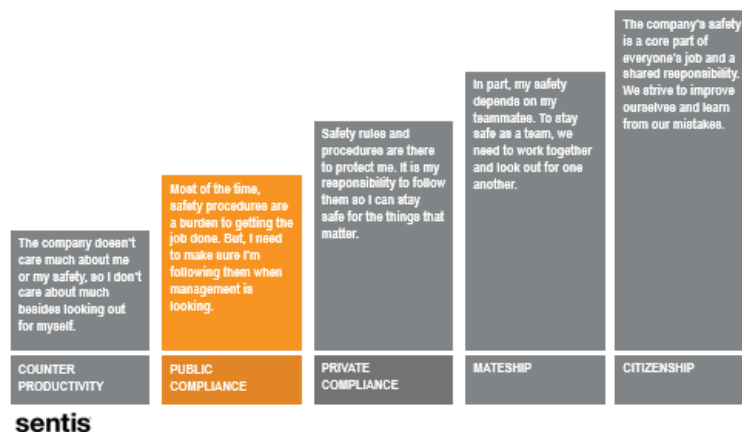 The company doesn't
care much about me
or my safety, so I don't
care about much
besides looking out
for myself.
COUNTER
PRODUCTIVITY
Most of the time,
safety procedures are
a burden to getting the
job done. But, I need
to make sure I'm
following them when
management is
looking.
PUBLIC
COMPLIANCE
Safety rules and
procedures are there
to protect me. It is my
responsibility to follow
them so I can stay
safe for the things that
matter.
PRIVATE
COMPLIANCE
In part, my safety
depends on my
teammates. To stay
safe as a team, we
need to work together
and look out for one
another.
MATESHIP
The company's safety
is a core part of
everyone's job and a
shared responsibility.
We strive to improve
ourselves and learn
from our mistakes.
CITIZENSHIP
sentis